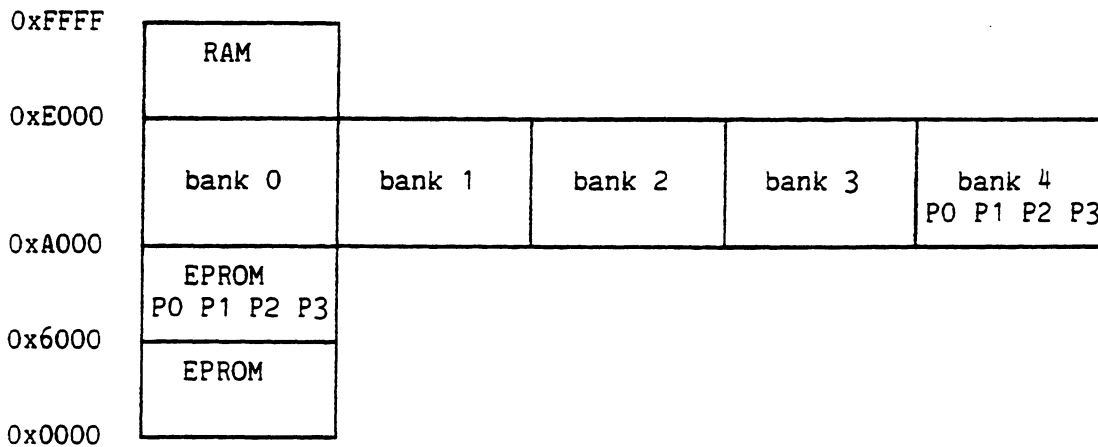 0xFFFF
RAM
0xE000
bank 0 bank 1 bank 2 bank 3 bank 4
P0 P1 P2 P3
0xA000
EPROM
P0 P1 P2 P3
0x6000
EPROM
0x0000